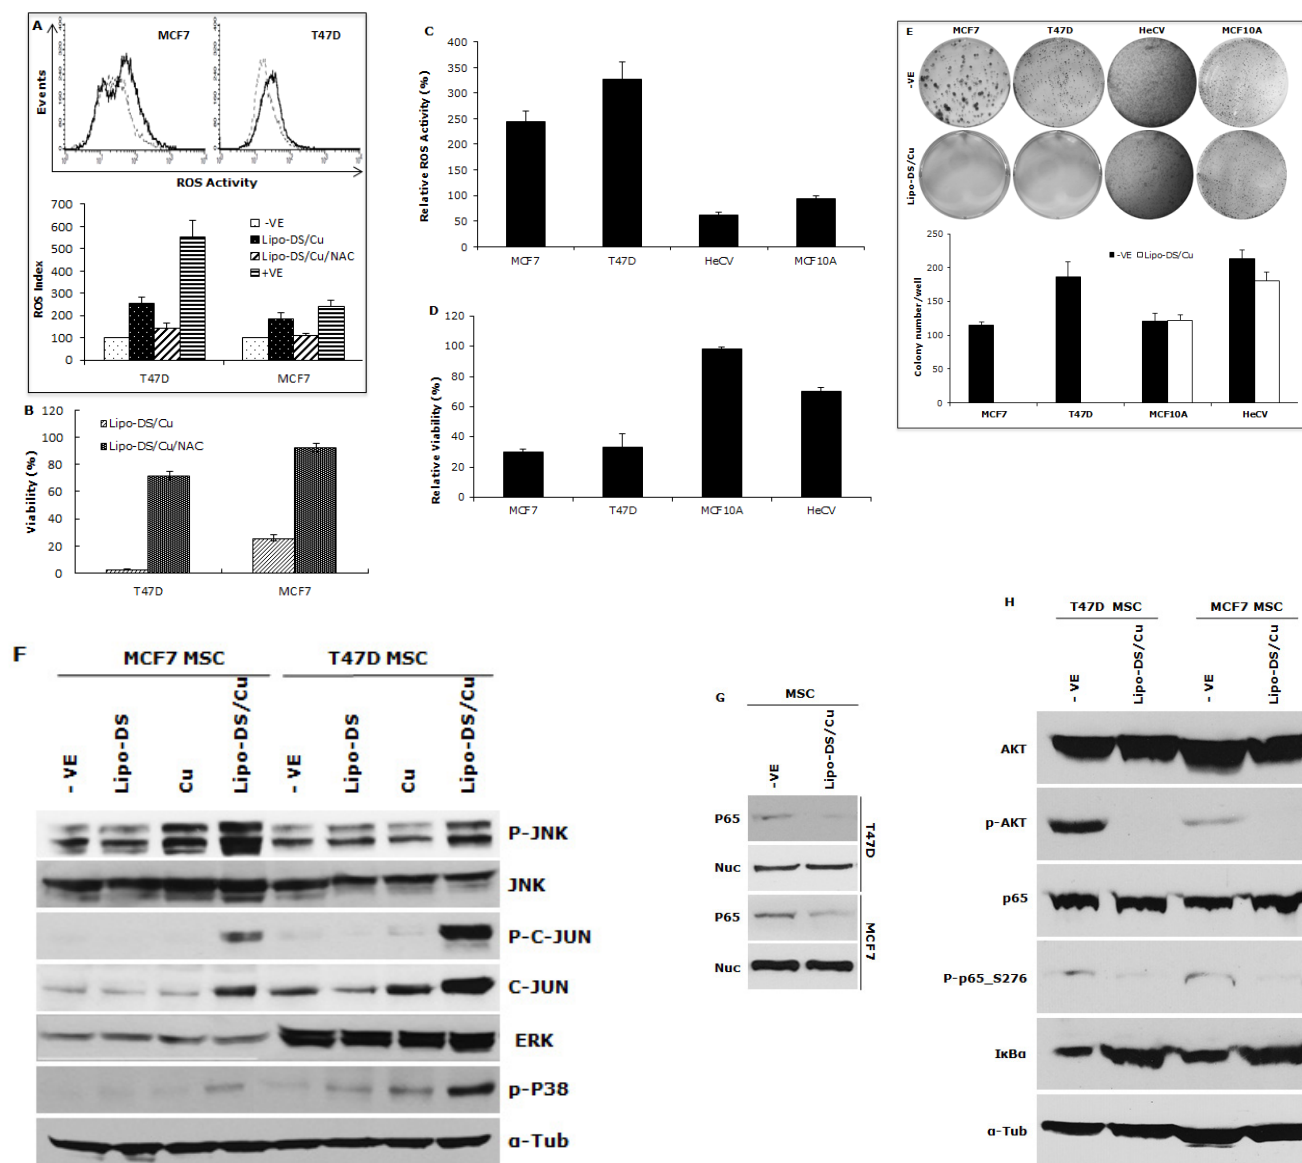 A
MCF7
T47D
Events
ROS Activity
700
600
500
400
300
200
100
0
ROS Index
-VE
Lipo-DS/Cu
Lipo-DS/Cu/NAC
+VE
T47D
MCF7
B
120
100
80
60
40
20
0
Viability (%)
Lipo-DS/Cu
Lipo-DS/Cu/NAC
T47D
MCF7
C
400
350
300
250
200
150
100
50
0
Relative ROS Activity (%)
MCF7
T47D
HeCV
MCF10A
D
120
100
80
60
40
20
0
Relative Viability (%)
MCF7
T47D
MCF10A
HeCV
E
MCF7
T47D
HeCV
MCF10A
-VE
Lipo-DS/Cu
250
200
150
100
50
0
Colony number/well
-VE
Lipo-DS/Cu
MCF7
T47D
MCF10A
HeCV
F
MCF7 MSC
T47D MSC
- VE
Lipo-DS
Cu
Lipo-DS/Cu
- VE
Lipo-DS
Cu
Lipo-DS/Cu
P-JNK
JNK
P-C-JUN
C-JUN
ERK
p-P38
α-Tub
G
MSC
-VE
Lipo-DS/Cu
P65
Nuc
T47D
P65
Nuc
MCF7
H
T47D MSC
MCF7 MSC
- VE
Lipo-DS/Cu
- VE
Lipo-DS/Cu
AKT
p-AKT
p65
P-p65_S276
IκBα
α-Tub